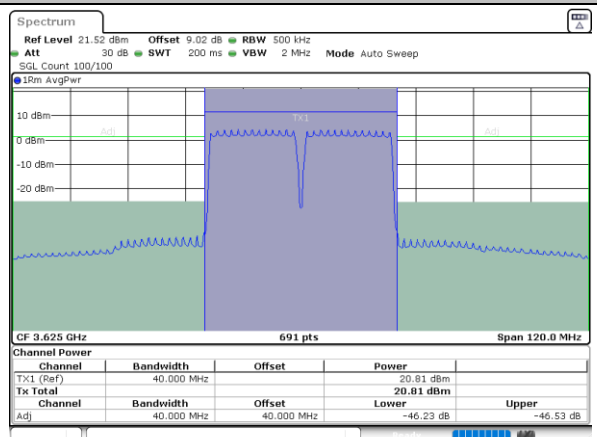 Spectrum
Ref Level 21.52 dBm Offset 9.02 dB RBW 500 kHz
Att 30 dB SWT 200 ms VBW 2 MHz Mode Auto Sweep
SGL Count 100/100
1Rm AvgPwr
10 dBm
TX1
Adj Adj
0 dBm
-10 dBm
-20 dBm
CF 3.625 GHz 691 pts Span 120.0 MHz
Channel Power
Channel Bandwidth Offset Power
TX1 (Ref) 40.000 MHz 20.81 dBm
Tx Total 20.81 dBm
Channel Bandwidth Offset Lower Upper
Adj 40.000 MHz 40.000 MHz -46.23 dB -46.53 dB